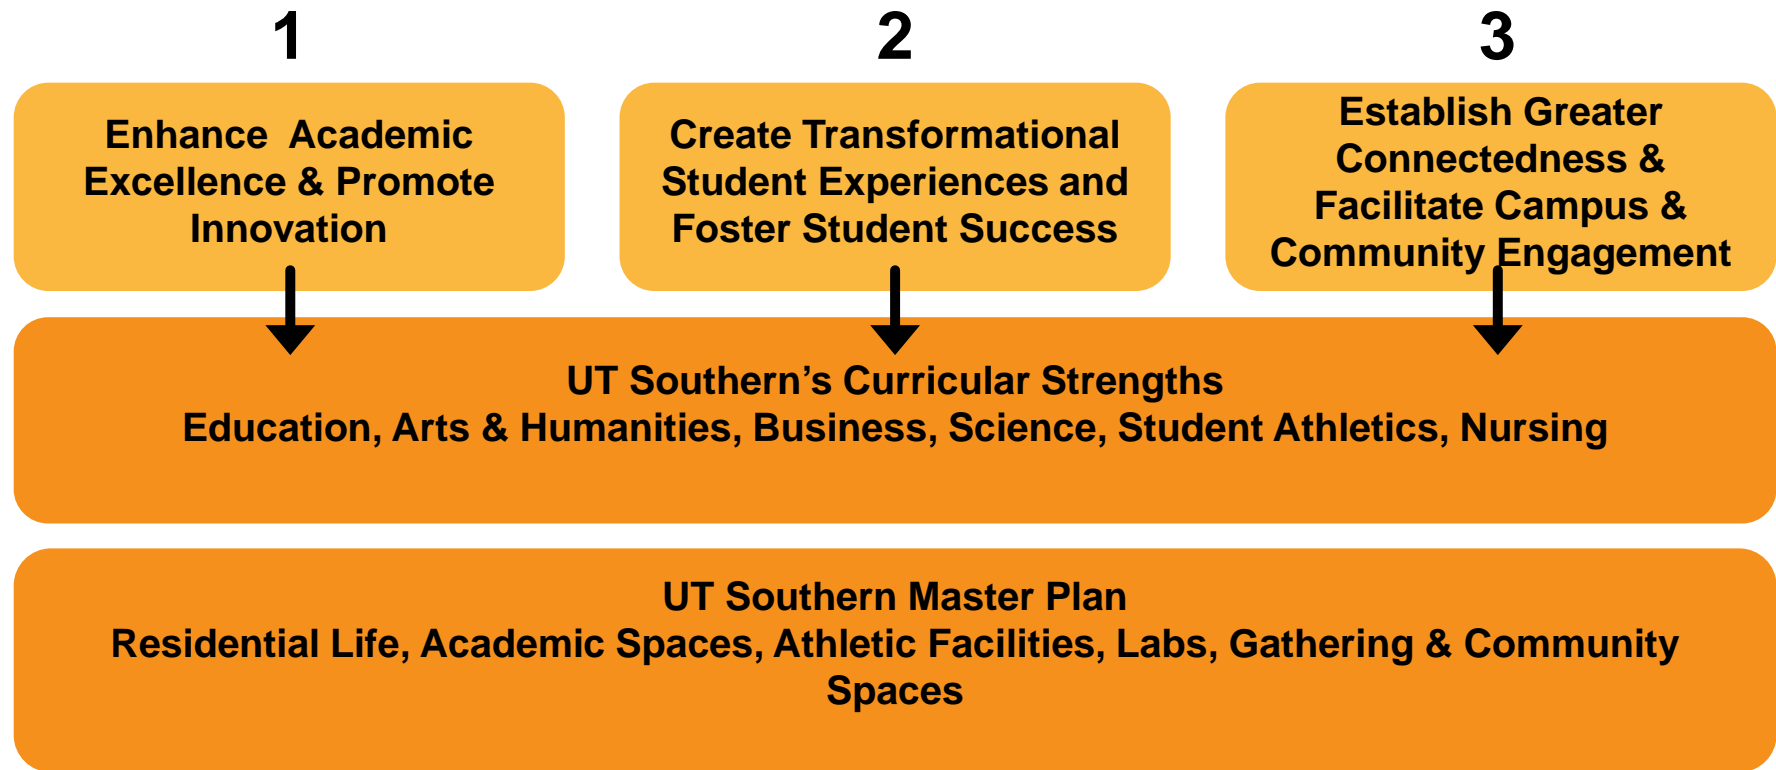 1
2
3
Enhance  Academic
Excellence & Promote
Innovation
Create Transformational
Student Experiences and
Foster Student Success
Establish Greater
Connectedness &
Facilitate Campus &
Community Engagement
UT Southern’s Curricular Strengths
Education, Arts & Humanities, Business, Science, Student Athletics, Nursing
UT Southern Master Plan
Residential Life, Academic Spaces, Athletic Facilities, Labs, Gathering & Community
Spaces